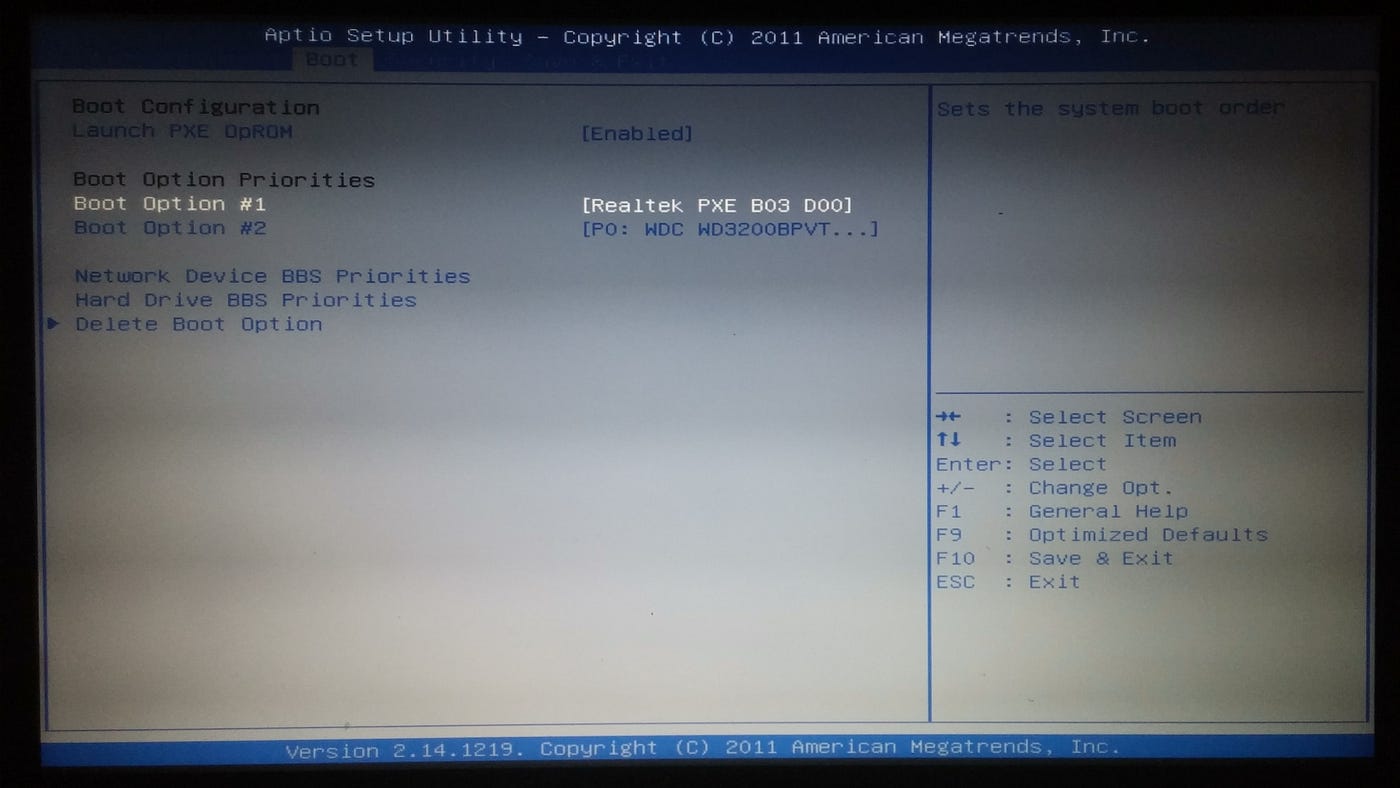 Aptio Setup Utility - Copyright (C) 2011 American Megatrends, Inc.
Boot Security Save & Exit
Boot Configuration
Launch PXE OpROM [Enabled]
Boot Option Priorities
Boot Option #1 [Realtek PXE B03 D00]
Boot Option #2 [P0: WDC WD3200BPVT...]
Network Device BBS Priorities
Hard Drive BBS Priorities
Delete Boot Option
Sets the system boot order
→← : Select Screen
↑↓ : Select Item
Enter: Select
+/- : Change Opt.
F1 : General Help
F9 : Optimized Defaults
F10 : Save & Exit
ESC : Exit
Version 2.14.1219. Copyright (C) 2011 American Megatrends, Inc.